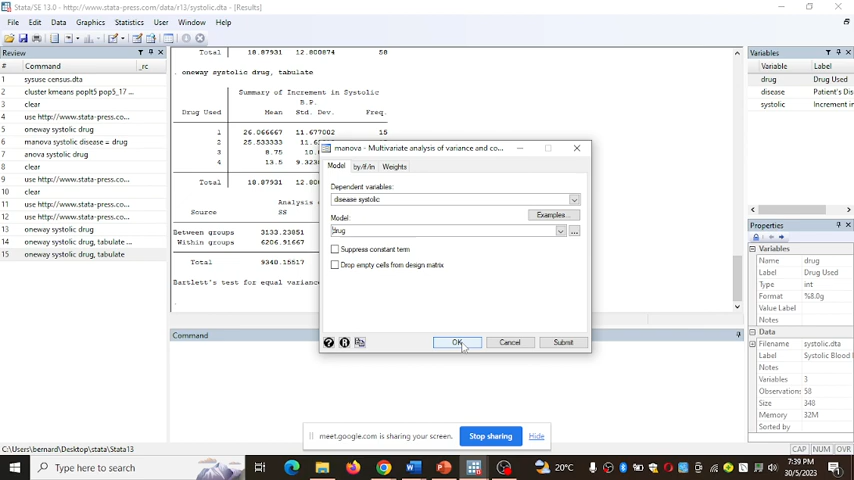 Stata/SE 13.0 - http://www.stata-press.com/data/r13/systolic.dta - [Results]
File Edit Data Graphics Statistics User Window Help
Review
# Command _rc
1 sysuse census.dta
2 cluster kmeans poplt5 pop5_17 ...
3 clear
4 use http://www.stata-press.co...
5 oneway systolic drug
6 manova systolic disease = drug
7 anova systolic drug
8 clear
9 use http://www.stata-press.co...
10 clear
11 use http://www.stata-press.co...
12 use http://www.stata-press.co...
13 oneway systolic drug
14 oneway systolic drug, tabulate ...
15 oneway systolic drug, tabulate
Total 18.87931 12.800874 58
. oneway systolic drug, tabulate
Summary of Increment in Systolic
B.P.
Drug Used Mean Std. Dev. Freq.
1 26.066667 11.677002 15
2 25.533333 11.6
3 8.75 10.
4 13.5 9.3238
Total 18.87931 12.800
Analysis
Source SS
Between groups 3133.23851
Within groups 6206.91667
Total 9340.15517
Bartlett's test for equal variance
manova - Multivariate analysis of variance and co...
Model by/if/in Weights
Dependent variables:
disease systolic
Model: Examples...
drug
Suppress constant term
Drop empty cells from design matrix
OK Cancel Submit
Command
Variables
Variable Label
drug Drug Used
disease Patient's Dis
systolic Increment in
Properties
Variables
Name drug
Label Drug Used
Type int
Format %8.0g
Value Label
Notes
Data
Filename systolic.dta
Label Systolic Blood
Notes
Variables 3
Observations 58
Size 348
Memory 32M
Sorted by
meet.google.com is sharing your screen. Stop sharing Hide
C:\Users\bernard\Desktop\stata\Stata13
CAP NUM OVR
Type here to search
20°C
7:39 PM
30/5/2023